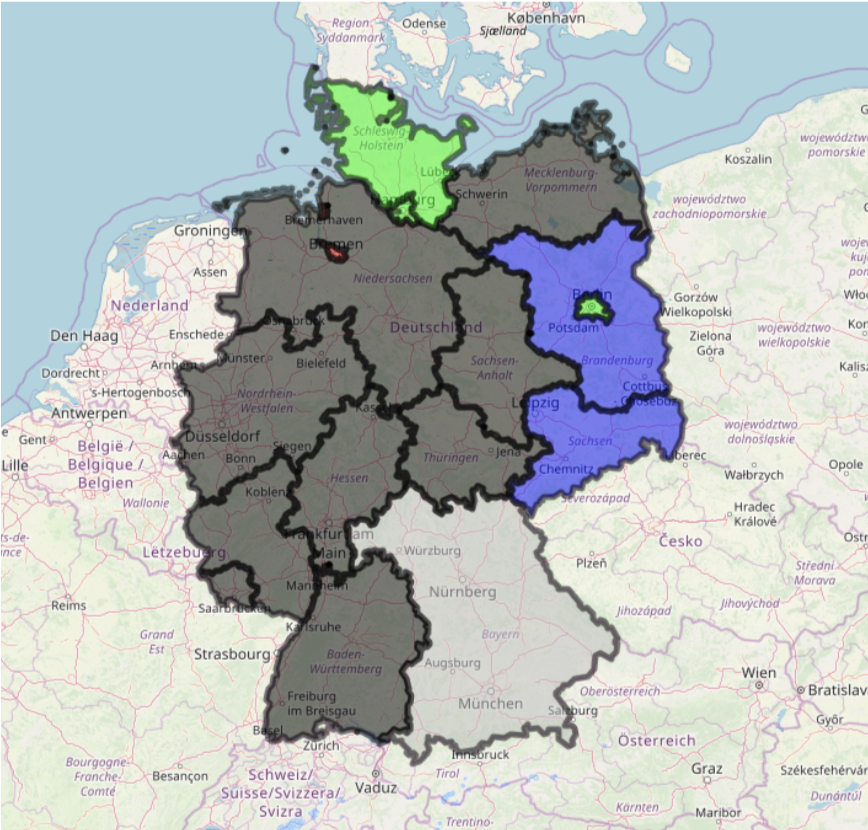 København
Region
Syddanmark
Odense
Sjælland
Schleswig-
Holstein
Koszalin
Mecklenburg-
Vorpommern
Schwerin
województwo
zachodniopomorskie
Bremerhaven
Groningen
Bremen
Assen
Niedersachsen
Berlin
Gorzów
Wielkopolski
Nederland
Deutschland
Potsdam
Den Haag
Enschede
województwo
wielkopolskie
Zielona
Góra
Münster
Bielefeld
Sachsen-
Anhalt
Brandenburg
Dordrecht
Arnhem
's-Hertogenbosch
Nordrhein-
Westfalen
Cottbus
Leipzig
Antwerpen
Düsseldorf
Sachsen
województwo
dolnośląskie
Gent
België /
Belgique /
Belgien
Aachen
Bonn
Siegen
Thüringen
Jena
Lille
Hessen
Chemnitz
Wałbrzych
Opole
Koblenz
Severozápad
Wallonie
Hradec
Králové
Frankfurt am
Main
Würzburg
Česko
Lëtzebuerg
Plzeň
Střední
Morava
Mannheim
Nürnberg
Reims
Saarbrücken
Jihozápad
Jihovýchod
Karlsruhe
Bayern
Grand
Est
Strasbourg
Baden-
Württemberg
Augsburg
Wien
Bratislava
Freiburg
im Breisgau
München
Oberösterreich
Salzburg
Győr
Basel
Zürich
Innsbruck
Österreich
Bourgogne-
Franche-
Comté
Besançon
Schweiz/
Suisse/Svizzera/
Svizra
Tirol
Vaduz
Graz
Székesfehérvár
Kärnten
Dunántúl
Trentino-
Maribor